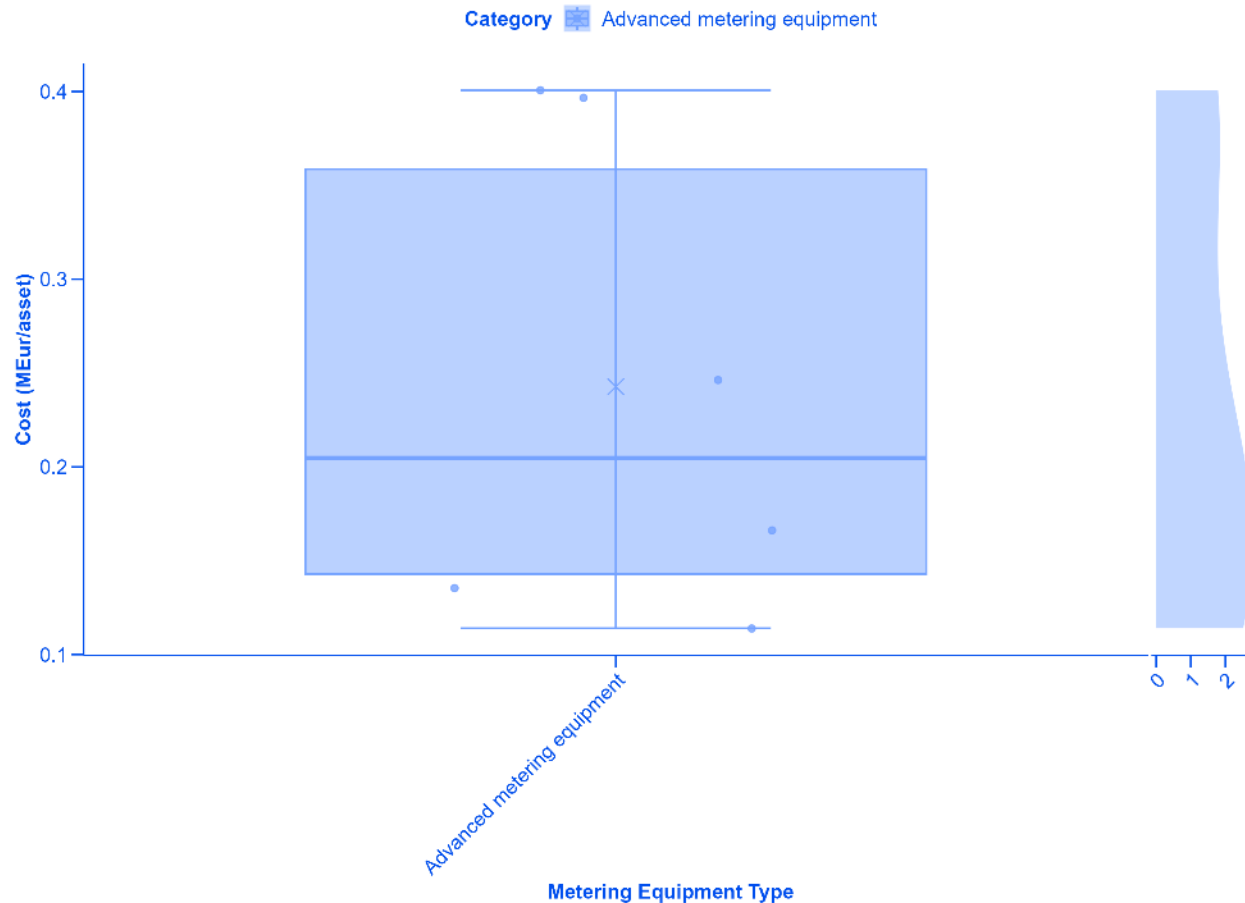 Category Advanced metering equipment
Cost (MEur/asset)
0.4
0.3
0.2
0.1
0
1
2
Advanced metering equipment
Metering Equipment Type